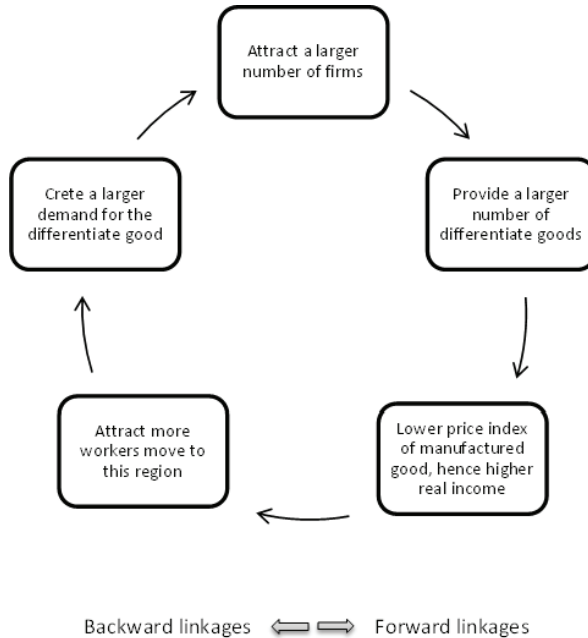 Attract a larger
number of firms
Provide a larger
number of
differentiate goods
Lower price index
of manufactured
good, hence higher
real income
Attract more
workers move to
this region
Crete a larger
demand for the
differentiate good
Backward linkages
Forward linkages